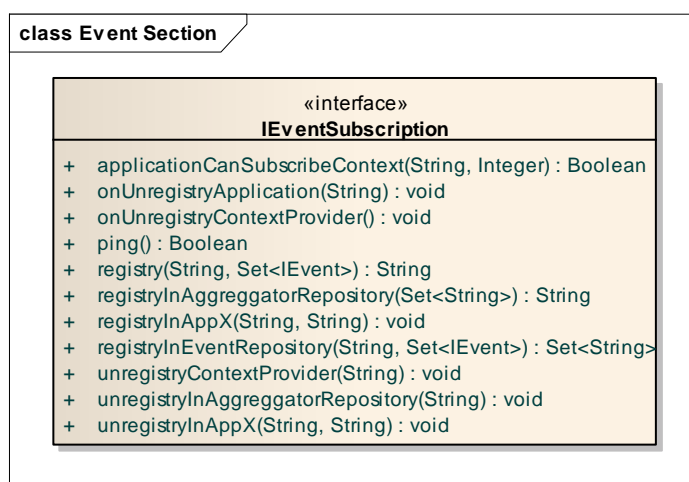 class Event Section
«interface»
IEventSubscription
+ applicationCanSubscribeContext(String, Integer) : Boolean
+ onUnregistryApplication(String) : void
+ onUnregistryContextProvider() : void
+ ping() : Boolean
+ registry(String, Set<IEvent>) : String
+ registryInAggreggatorRepository(Set<String>) : String
+ registryInAppX(String, String) : void
+ registryInEventRepository(String, Set<IEvent>) : Set<String>
+ unregistryContextProvider(String) : void
+ unregistryInAggreggatorRepository(String) : void
+ unregistryInAppX(String, String) : void